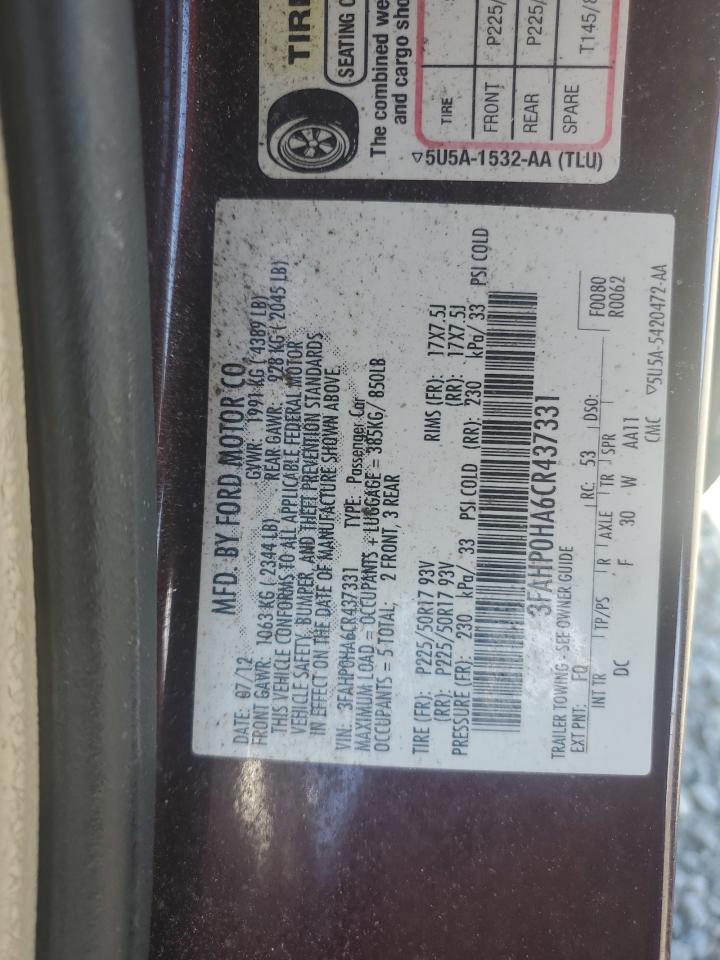 MFD. BY FORD MOTOR CO.
DATE: 07/12 GVWR: 1991 KG ( 4389 LB)
FRONT GAWR: 1063 KG ( 2344 LB) REAR GAWR: 928 KG ( 2045 LB)
THIS VEHICLE CONFORMS TO ALL APPLICABLE FEDERAL MOTOR
VEHICLE SAFETY, BUMPER, AND THEFT PREVENTION STANDARDS
IN EFFECT ON THE DATE OF MANUFACTURE SHOWN ABOVE.
VIN: 3FAHP0HA6CR437331 TYPE: Passenger Car
MAXIMUM LOAD = OCCUPANTS + LUGGAGE = 385KG/ 850LB
OCCUPANTS = 5 TOTAL; 2 FRONT, 3 REAR
TIRE (FR): P225/50R17 93V RIMS (FR): 17X7.5J
(RR): P225/50R17 93V (RR): 17X7.5J
PRESSURE (FR): 230 kPa/ 33 PSI COLD (RR): 230 kPa/ 33 PSI COLD
3FAHP0HA6CR437331
TRAILER TOWING - SEE OWNER GUIDE F0080
EXT PNT: FQ RC: 53 DSO: R0062
INT TR TP/PS R AXLE TR SPR
DC F 30 W AA11
CMC ▽5U5A-5420472-AA
TIRE
SEATING C
The combined we
and cargo sho
TIRE
FRONT P225/
REAR P225/
SPARE T145/8
▽5U5A-1532-AA (TLU)